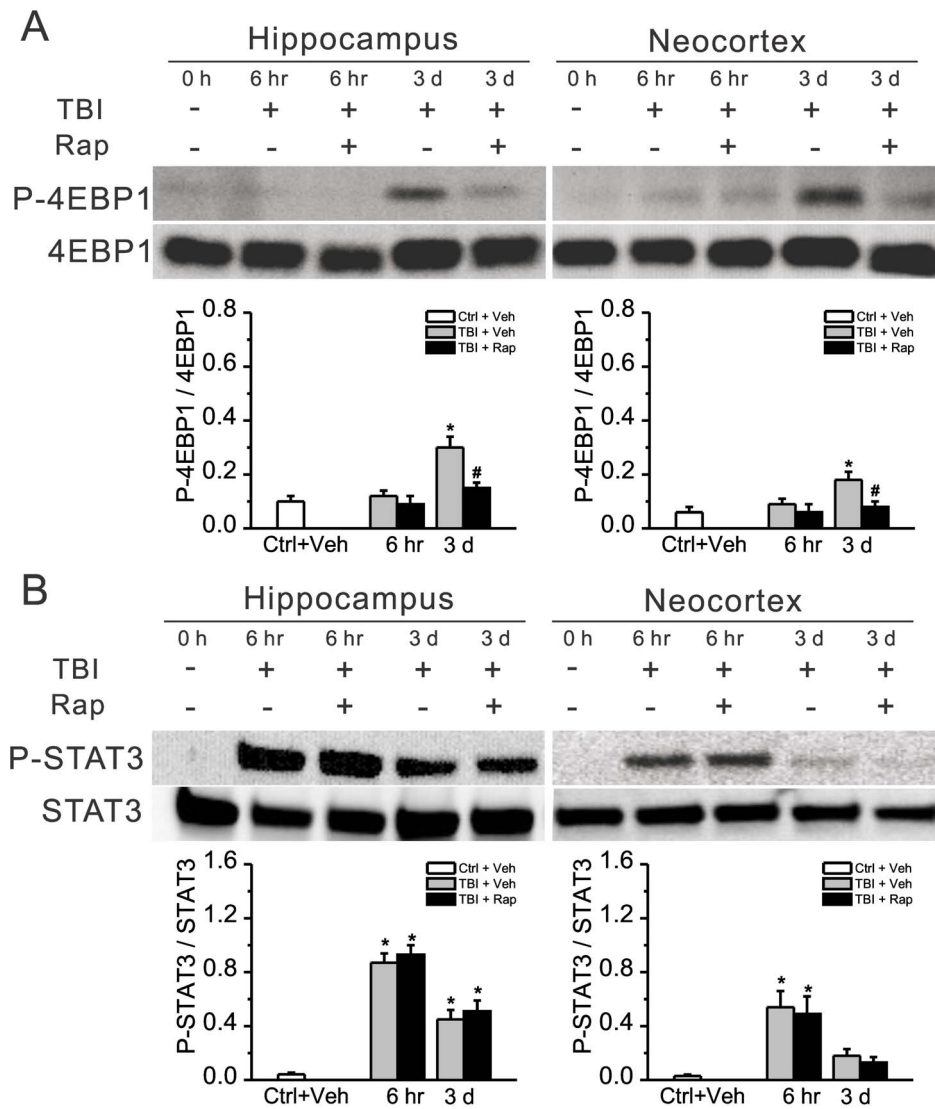 A
Hippocampus Neocortex
0 h 6 hr 6 hr 3 d 3 d 0 h 6 hr 6 hr 3 d 3 d
TBI - + + + + - + + + +
Rap - - + - + - - + - +
P-4EBP1
4EBP1
P-4EBP1 / 4EBP1
0.8
0.6
0.4
0.2
0.0
Ctrl + Veh
TBI + Veh
TBI + Rap
*
#
Ctrl+Veh 6 hr 3 d
P-4EBP1 / 4EBP1
0.8
0.6
0.4
0.2
0.0
Ctrl + Veh
TBI + Veh
TBI + Rap
*
#
Ctrl+Veh 6 hr 3 d
B
Hippocampus Neocortex
0 h 6 hr 6 hr 3 d 3 d 0 h 6 hr 6 hr 3 d 3 d
TBI - + + + + - + + + +
Rap - - + - + - - + - +
P-STAT3
STAT3
P-STAT3 / STAT3
1.6
1.2
0.8
0.4
0.0
Ctrl + Veh
TBI + Veh
TBI + Rap
* *
* *
Ctrl+Veh 6 hr 3 d
P-STAT3 / STAT3
1.6
1.2
0.8
0.4
0.0
Ctrl + Veh
TBI + Veh
TBI + Rap
* *
Ctrl+Veh 6 hr 3 d